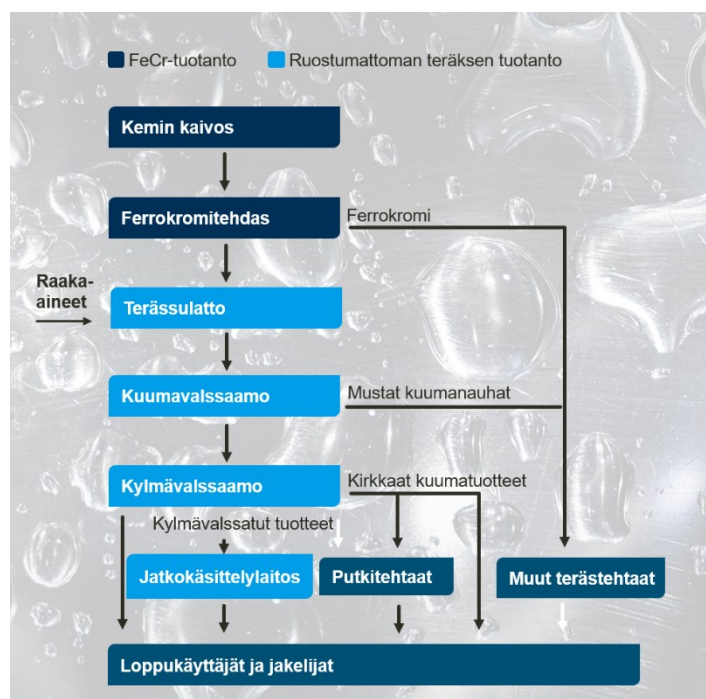 FeCr-tuotanto
Ruostumattoman teräksen tuotanto
Kemin kaivos
Ferrokromitehdas
Ferrokromi
Raaka-
aineet
Terässulatto
Kuumavalssaamo
Mustat kuumanauhat
Kylmävalssaamo
Kirkkaat kuumatuotteet
Kylmävalssatut tuotteet
Jatkokäsittelylaitos
Putkitehtaat
Muut terästehtaat
Loppukäyttäjät ja jakelijat